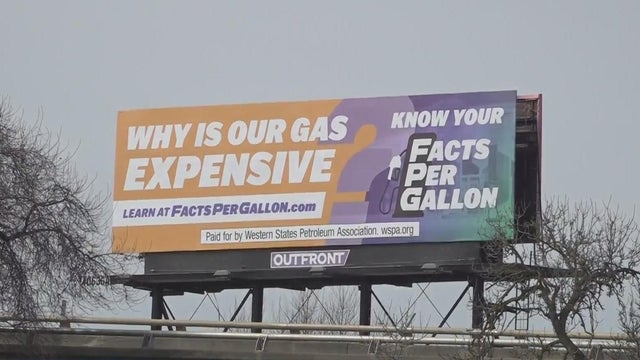 WHY IS OUR GAS
EXPENSIVE?
LEARN AT FACTSPERGALLON.com
KNOW YOUR
FACTS
PER
GALLON
Paid for by Western States Petroleum Association. wspa.org
OUTFRONT